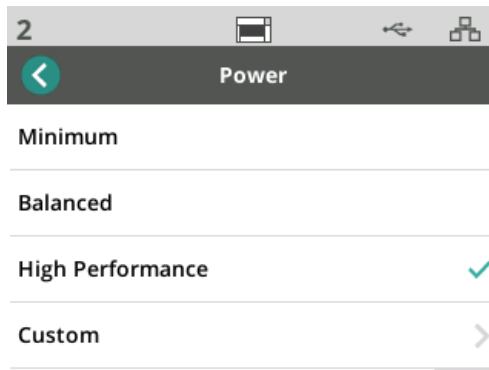 2
Power
Minimum
Balanced
High Performance
Custom